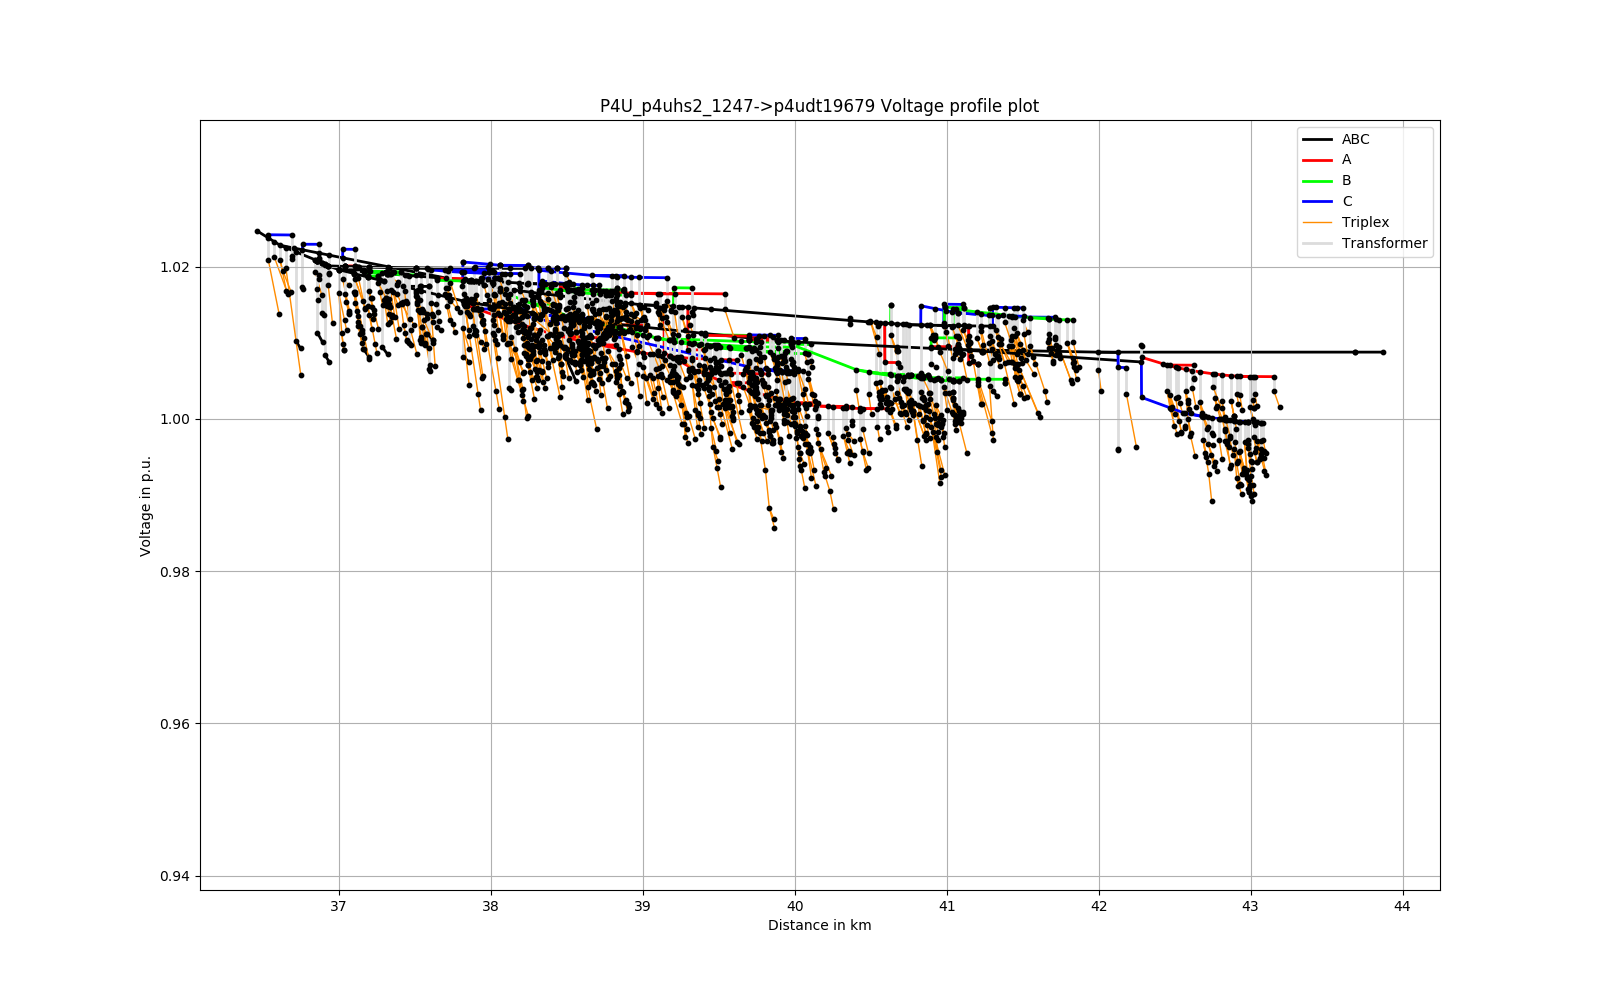 P4U_p4uhs2_1247->p4udt19679 Voltage profile plot
ABC
A
B
C
Triplex
Transformer
Voltage in p.u.
1.02
1.00
0.98
0.96
0.94
37 38 39 40 41 42 43 44
Distance in km